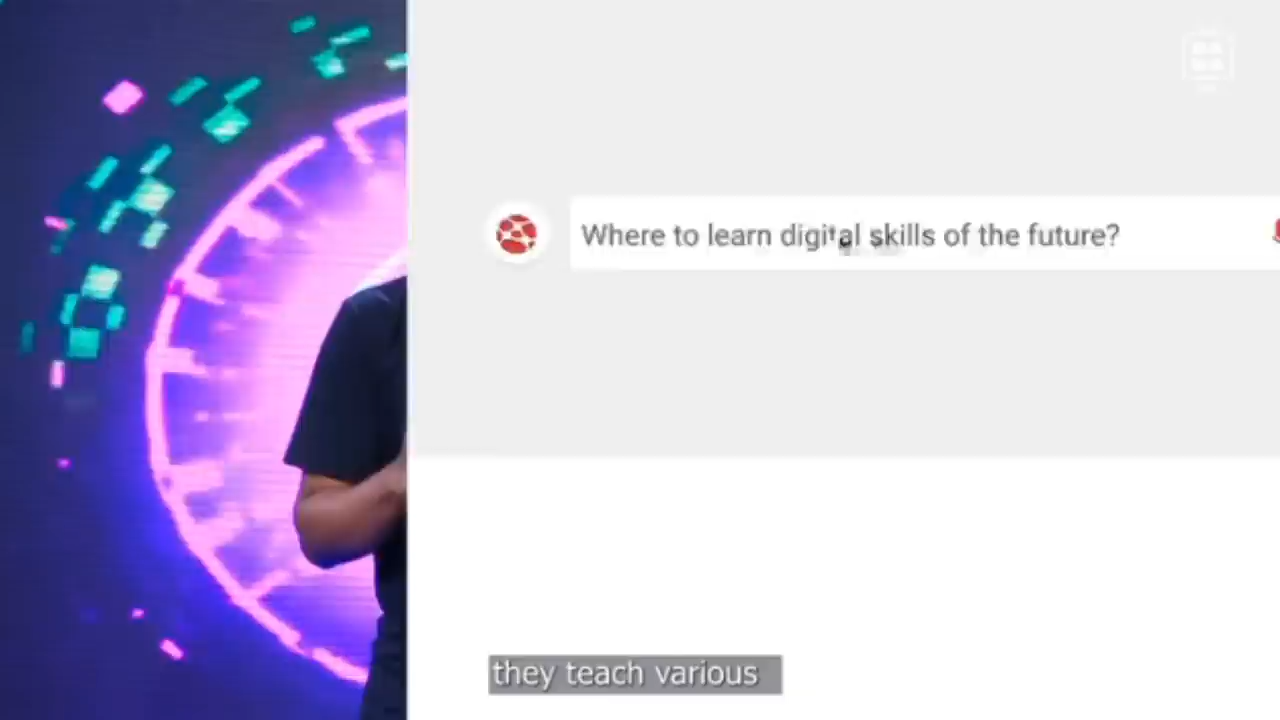 Where to learn digital skills of the future?
they teach various